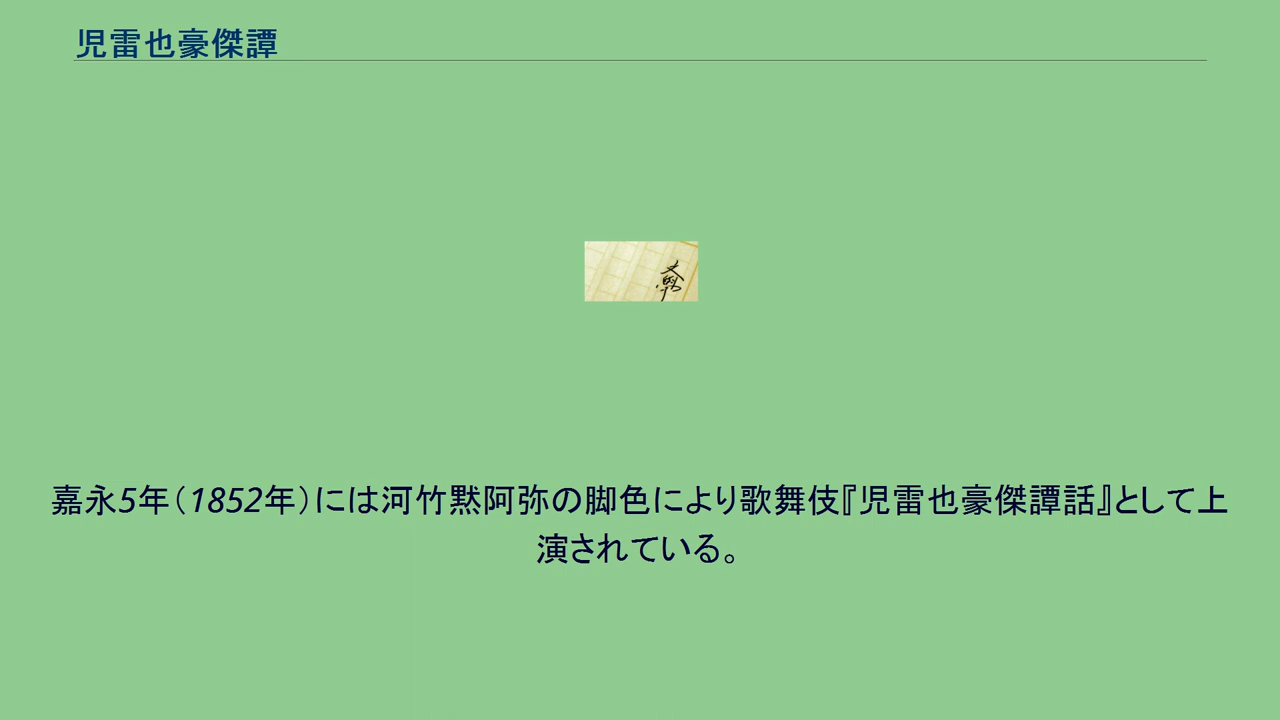 児雷也豪傑譚
嘉永5年（1852年）には河竹黙阿弥の脚色により歌舞伎『児雷也豪傑譚話』として上
演されている。